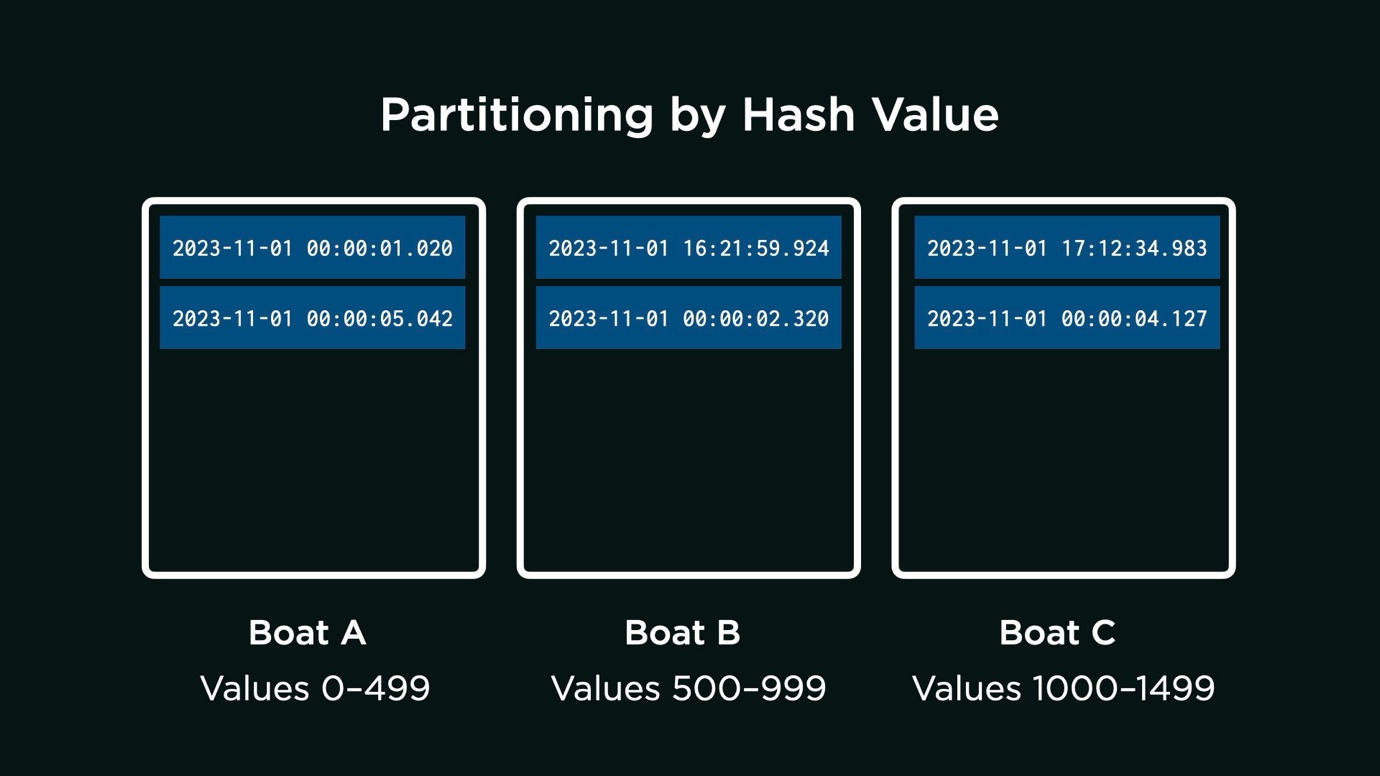 Partitioning by Hash Value
2023-11-01 00:00:01.020
2023-11-01 00:00:05.042
Boat A
Values 0–499
2023-11-01 16:21:59.924
2023-11-01 00:00:02.320
Boat B
Values 500–999
2023-11-01 17:12:34.983
2023-11-01 00:00:04.127
Boat C
Values 1000–1499